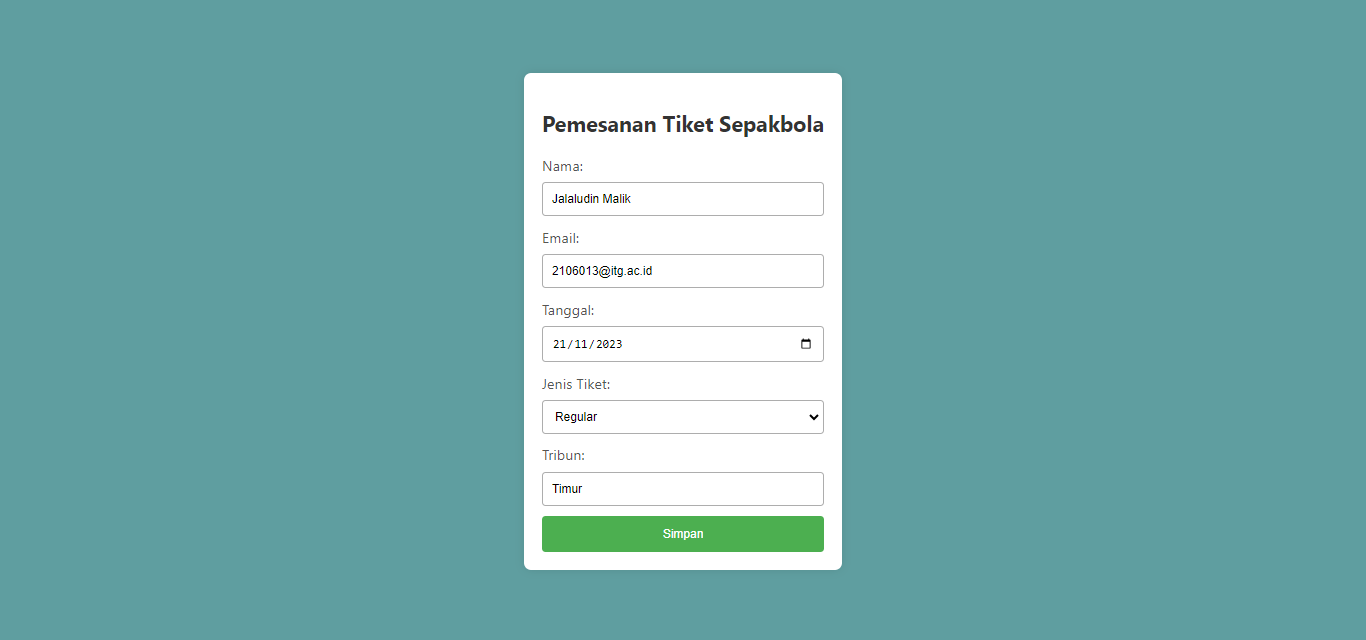 Pemesanan Tiket Sepakbola
Nama:
Jalaludin Malik
Email:
2106013@itg.ac.id
Tanggal:
21/11/2023
Jenis Tiket:
Regular
Tribun:
Timur
Simpan